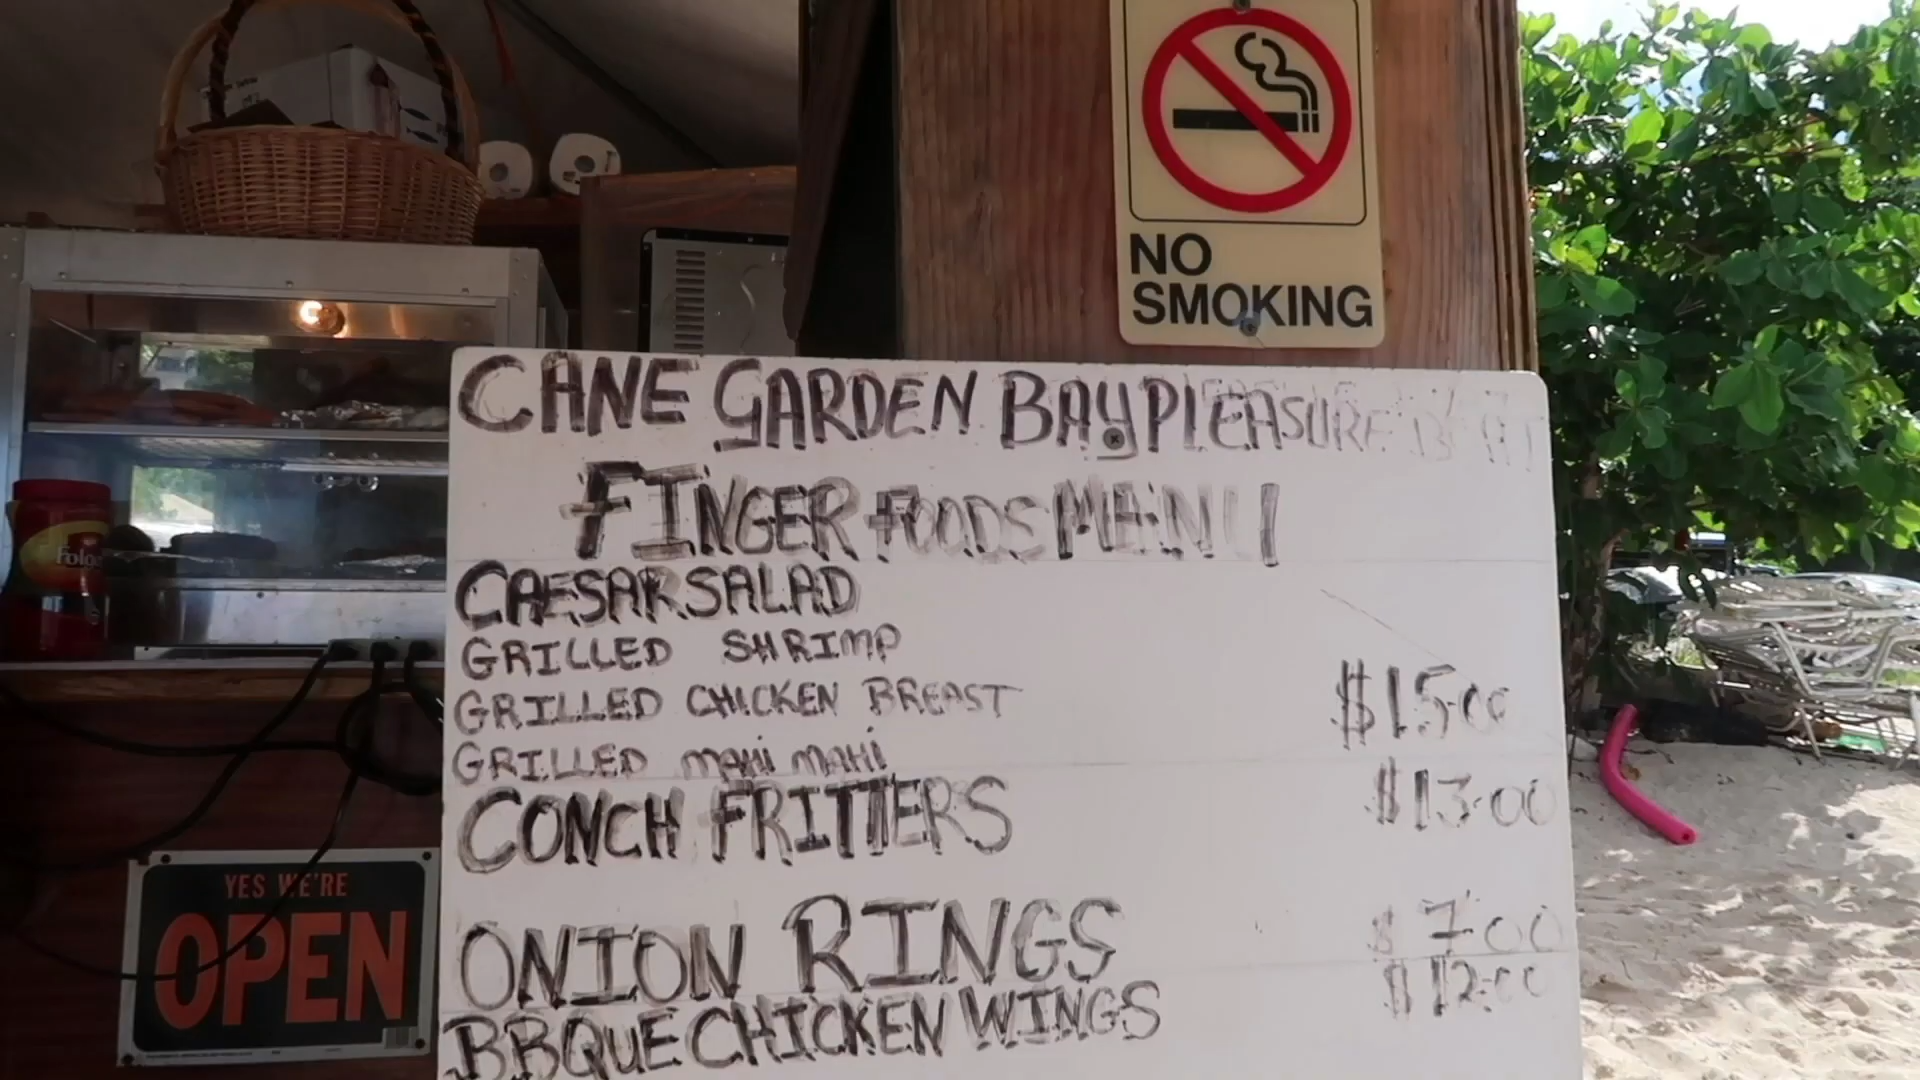 NO
SMOKING
CANE GARDEN BAY PLEASURE
FINGER FOODS
CAESAR SALAD
GRILLED SHRIMP
GRILLED CHICKEN BREAST $15.00
GRILLED MAHI MAHI
CONCH FRITTERS $13.00
ONION RINGS $7.00
BBQUE CHICKEN WINGS $12.00
YES WE'RE
OPEN